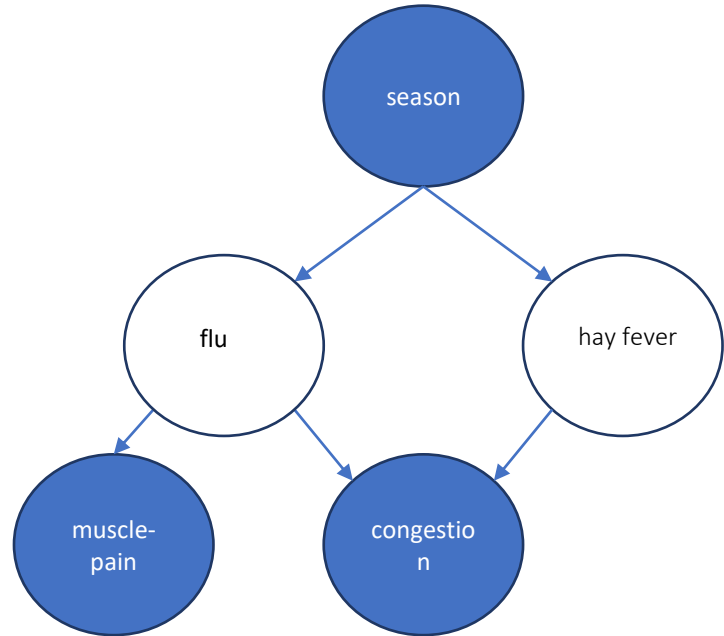 season
flu
hay fever
muscle-
pain
congestio
n